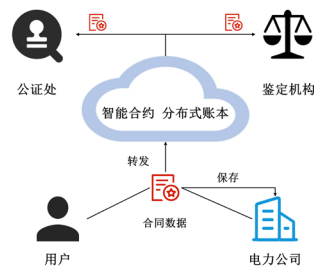 公证处
鉴定机构
智能合约 分布式账本
转发
保存
合同数据
用户
电力公司